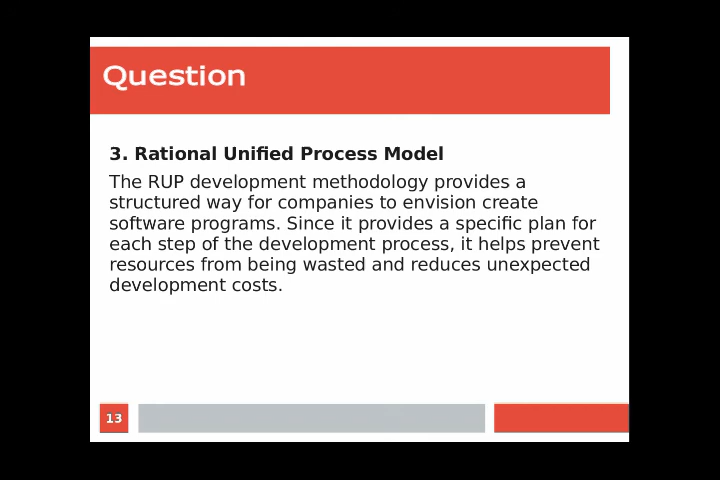 Question
3. Rational Unified Process Model
The RUP development methodology provides a
structured way for companies to envision create
software programs. Since it provides a specific plan for
each step of the development process, it helps prevent
resources from being wasted and reduces unexpected
development costs.
13